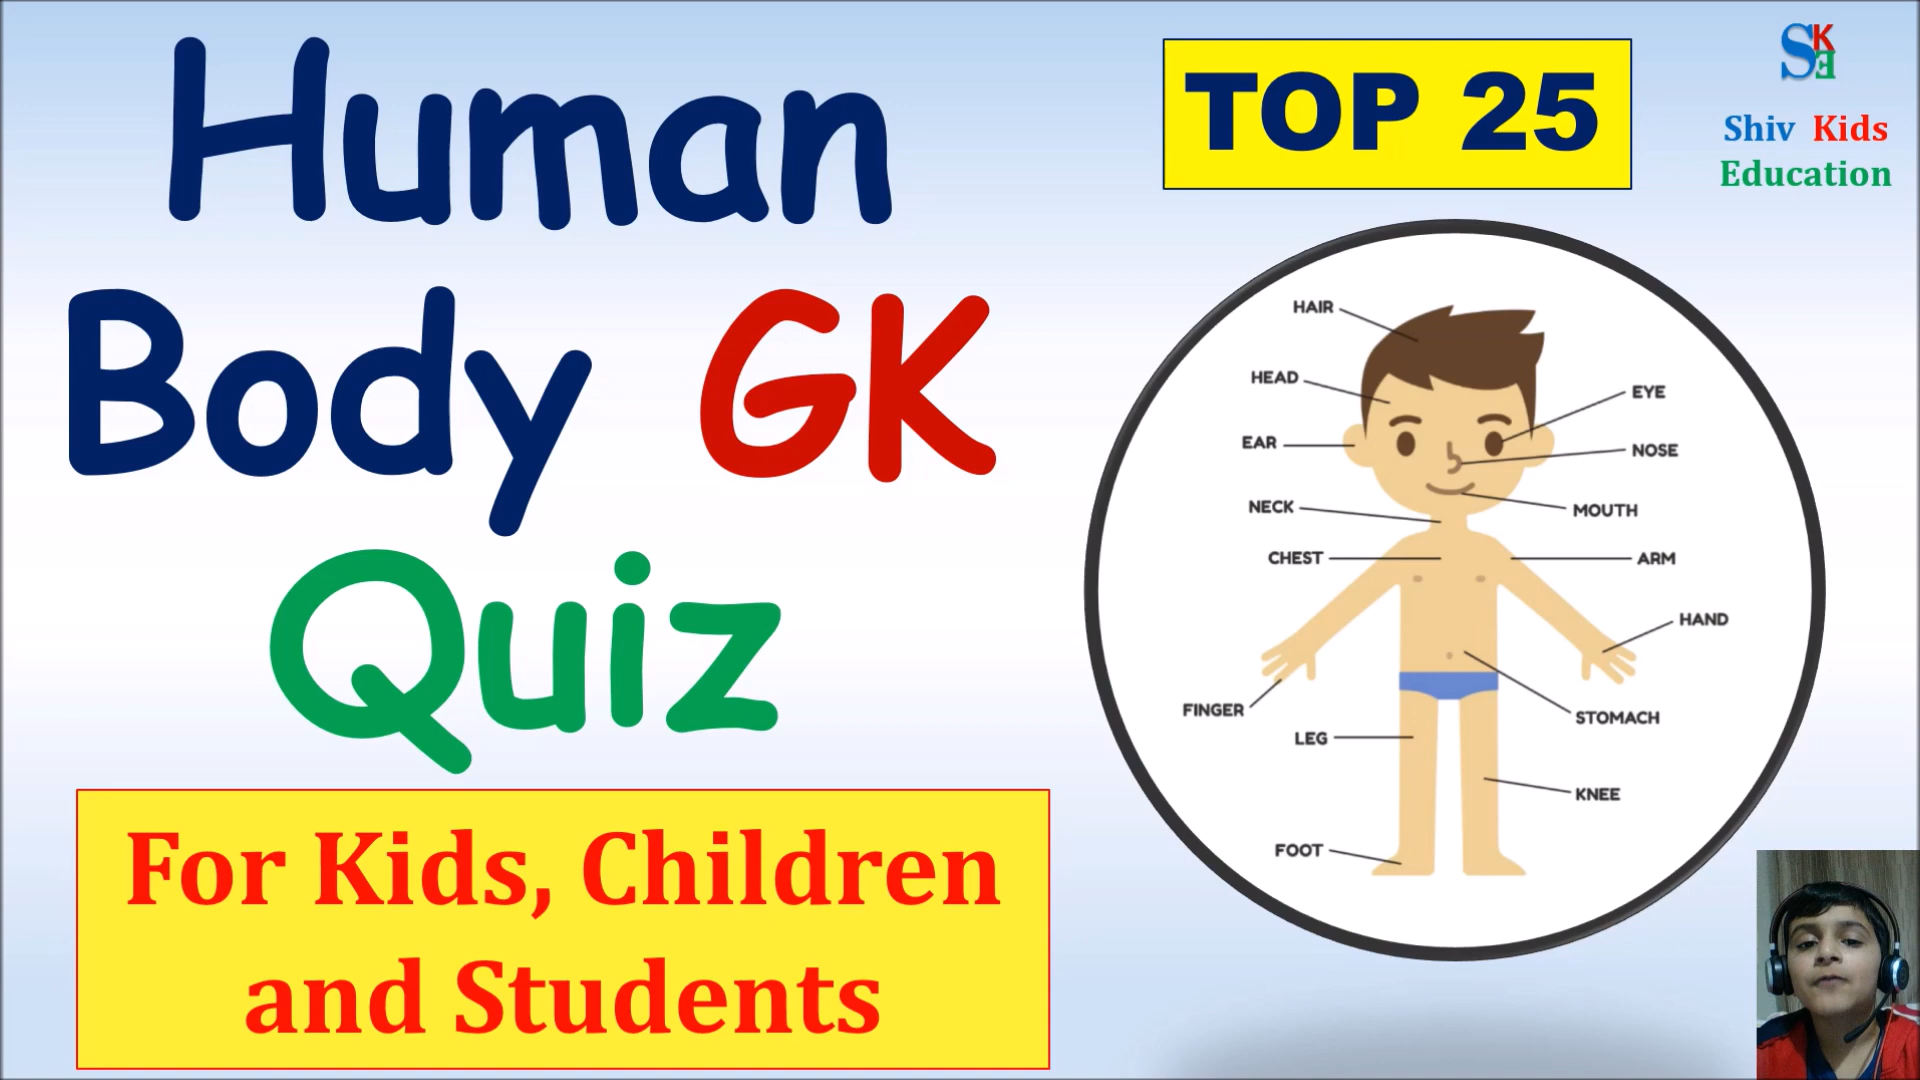 Human
Body GK
Quiz
For Kids, Children
and Students
TOP 25
SKE
Shiv Kids
Education
HAIR
HEAD
EYE
EAR
NOSE
NECK
MOUTH
CHEST
ARM
HAND
FINGER
STOMACH
LEG
KNEE
FOOT